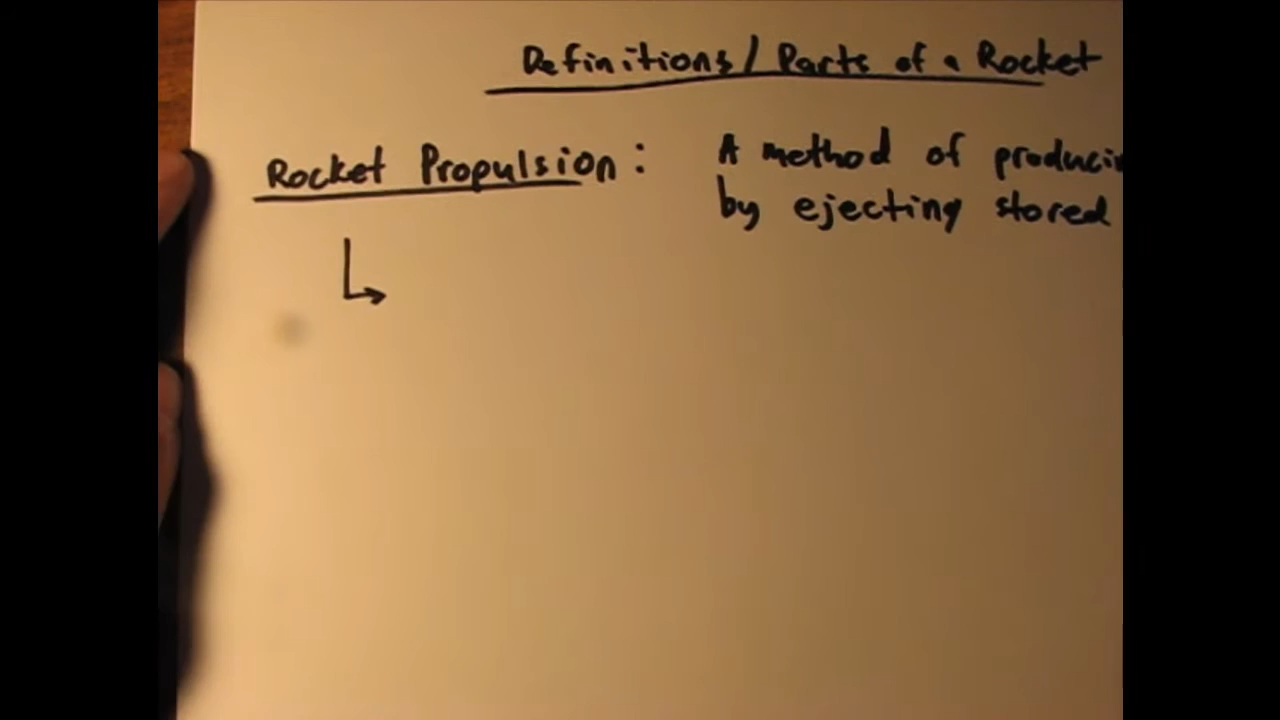 Definitions / Parts of a Rocket
Rocket Propulsion : A method of
by ejecting stored